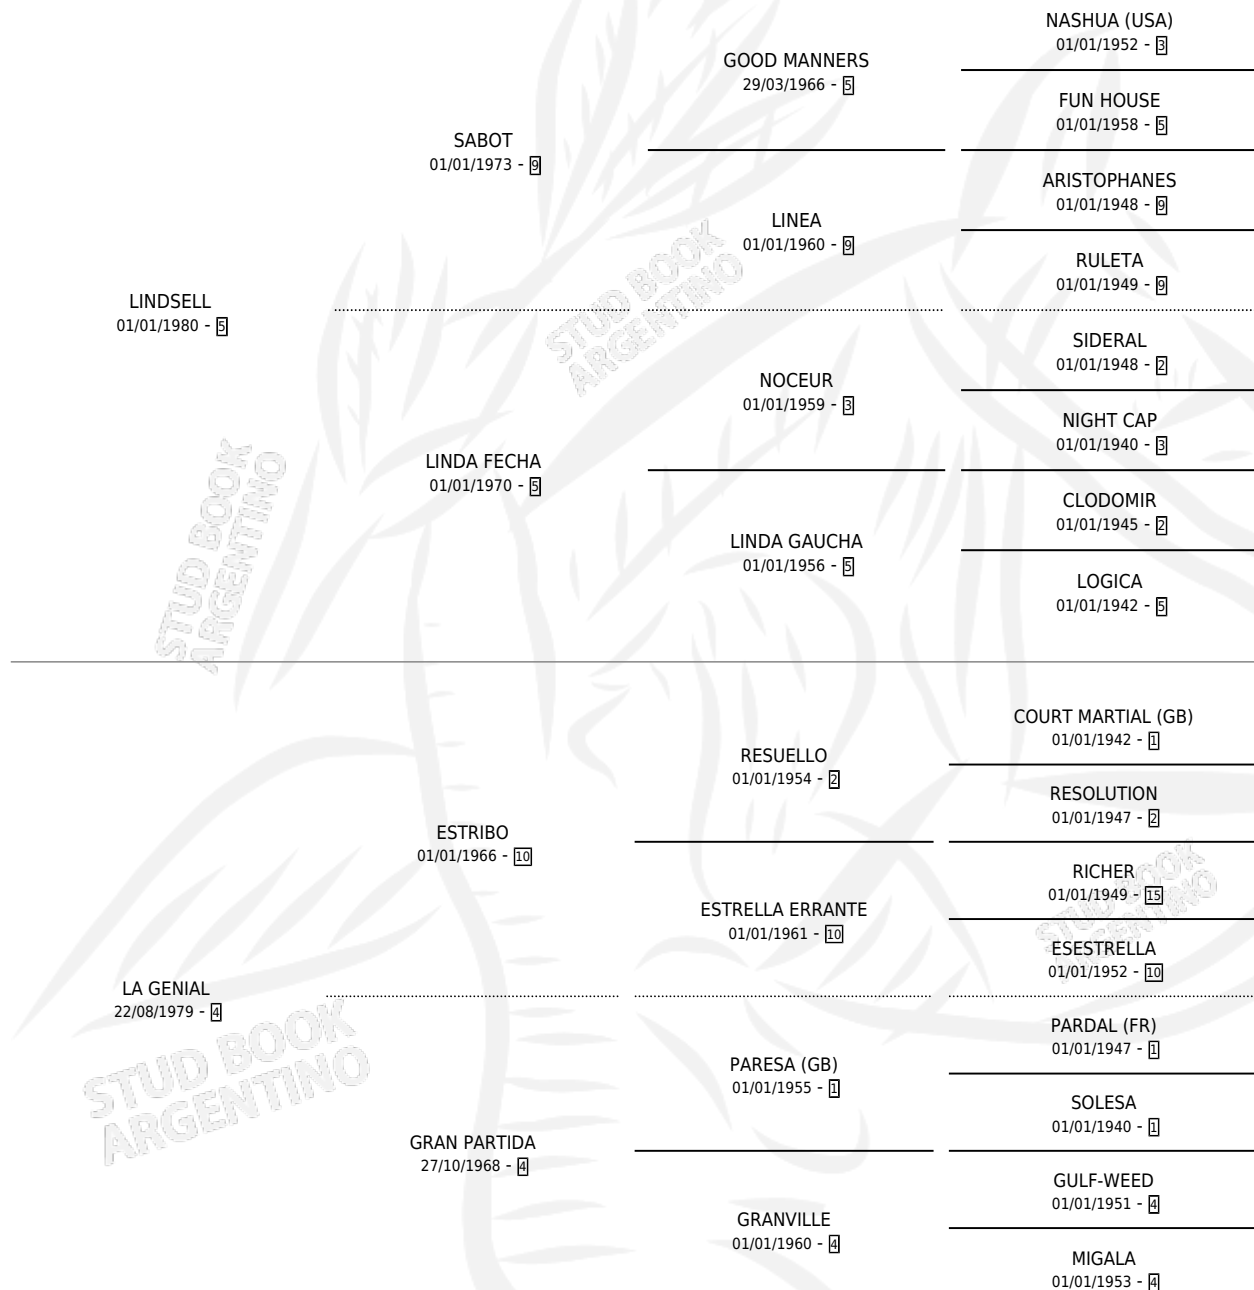 NASHUA (USA)
01/01/1952 - 3
GOOD MANNERS
29/03/1966 - 5
FUN HOUSE
01/01/1958 - 5
SABOT
01/01/1973 - 9
ARISTOPHANES
01/01/1948 - 9
LINEA
01/01/1960 - 9
RULETA
01/01/1949 - 9
LINDSELL
01/01/1980 - 5
STUD BOOK
ARGENTINO
SIDERAL
01/01/1948 - 2
NOCEUR
01/01/1959 - 3
NIGHT CAP
01/01/1940 - 3
LINDA FECHA
01/01/1970 - 5
CLODOMIR
01/01/1945 - 2
LINDA GAUCHA
01/01/1956 - 5
LOGICA
01/01/1942 - 5
STUD BOOK
ARGENTINO
COURT MARTIAL (GB)
01/01/1942 - 1
RESUELLO
01/01/1954 - 2
RESOLUTION
01/01/1947 - 2
ESTRIBO
01/01/1966 - 10
RICHER
01/01/1949 - 15
ESTRELLA ERRANTE
01/01/1961 - 10
ESESTRELLA
01/01/1952 - 10
STUD BOOK
ARGENTINO
LA GENIAL
22/08/1979 - 4
PARDAL (FR)
01/01/1947 - 1
PARESA (GB)
01/01/1955 - 1
SOLESA
01/01/1940 - 1
STUD BOOK
ARGENTINO
GRAN PARTIDA
27/10/1968 - 4
GULF-WEED
01/01/1951 - 4
GRANVILLE
01/01/1960 - 4
MIGALA
01/01/1953 - 4